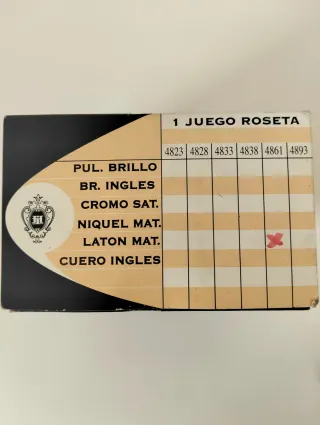 1 JUEGO ROSETA
4823 4828 4833 4838 4861 4893
PUL. BRILLO
BR. INGLES
CROMO SAT.
NIQUEL MAT.
LATON MAT. X
CUERO INGLES